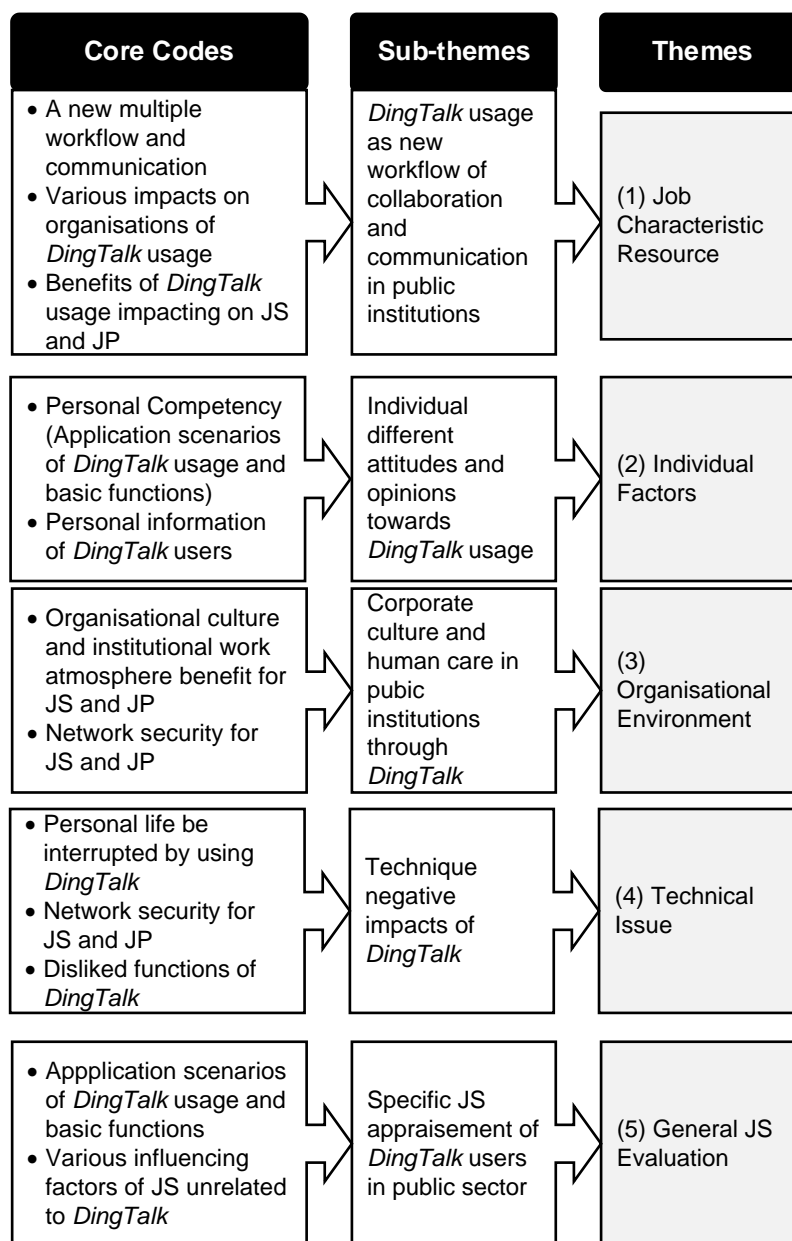 Core Codes
Sub-themes
Themes
• A new multiple
workflow and
communication
• Various impacts on
organisations of
DingTalk usage
• Benefits of DingTalk
usage impacting on JS
and JP
DingTalk usage
as new
workflow of
collaboration
and
communication
in public
institutions
(1) Job
Characteristic
Resource
• Personal Competency
(Application scenarios
of DingTalk usage and
basic functions)
• Personal information
of DingTalk users
Individual
different
attitudes and
opinions
towards
DingTalk usage
(2) Individual
Factors
• Organisational culture
and institutional work
atmosphere benefit for
JS and JP
• Network security for
JS and JP
Corporate
culture and
human care in
pubic
institutions
through
DingTalk
(3)
Organisational
Environment
• Personal life be
interrupted by using
DingTalk
• Network security for
JS and JP
• Disliked functions of
DingTalk
Technique
negative
impacts of
DingTalk
(4) Technical
Issue
• Appplication scenarios
of DingTalk usage and
basic functions
• Various influencing
factors of JS unrelated
to DingTalk
Specific JS
appraisement of
DingTalk users
in public sector
(5) General JS
Evaluation